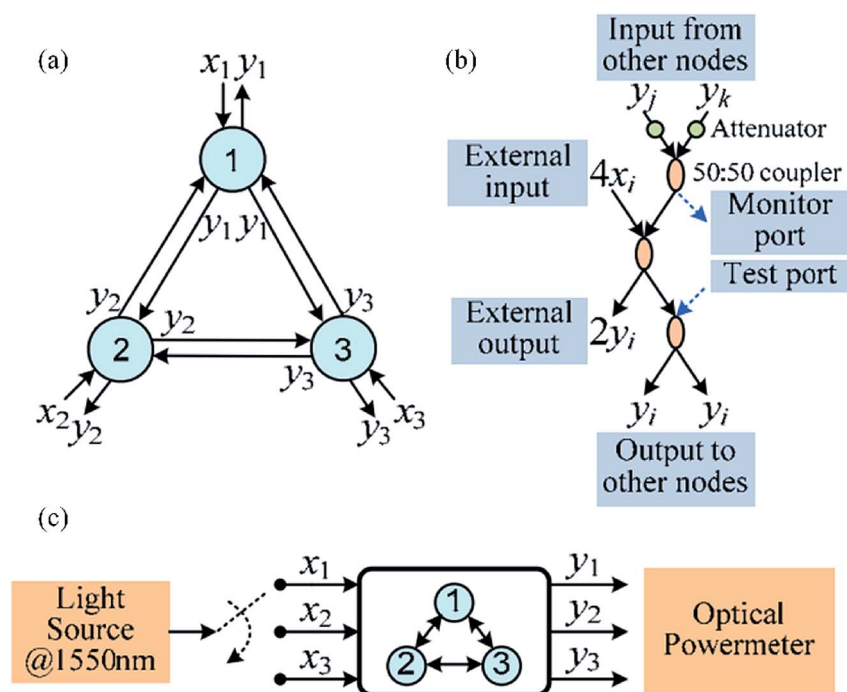 (a)
x₁ y₁
1
y₁ y₁
y₂
y₃
2
y₂
3
y₃
x₂ y₂
y₃ x₃
(b)
Input from
other nodes
yⱼ yₖ
Attenuator
External
input
4xᵢ
50:50 coupler
Monitor
port
Test port
External
output
2yᵢ
yᵢ yᵢ
Output to
other nodes
(c)
Light
Source
@1550nm
x₁
x₂
x₃
1
2 3
y₁
y₂
y₃
Optical
Powermeter